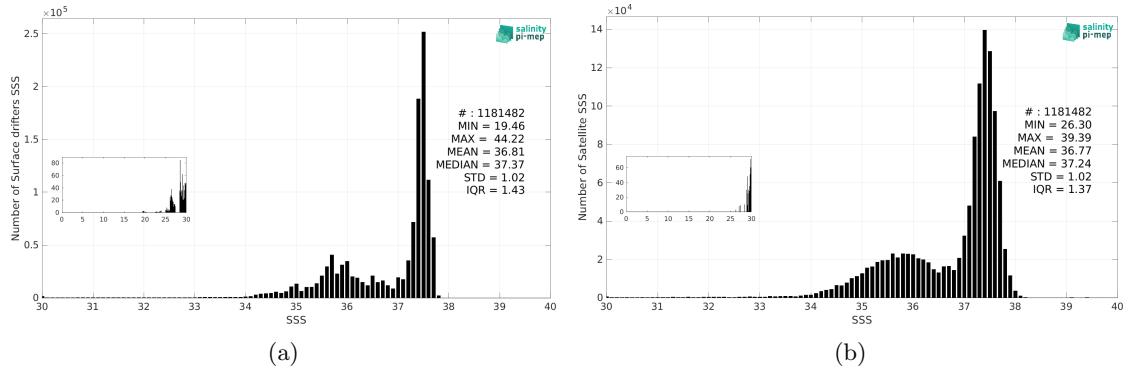 ×10⁵
2.5
2
1.5
1
0.5
0
Number of Surface drifters SSS
salinity
pi-mep
# : 1181482
MIN = 19.46
MAX = 44.22
MEAN = 36.81
MEDIAN = 37.37
STD = 1.02
IQR = 1.43
80
60
40
20
0
0 5 10 15 20 25 30
30 31 32 33 34 35 36 37 38 39 40
SSS
(a)
×10⁴
14
12
10
8
6
4
2
0
Number of Satellite SSS
salinity
pi-mep
# : 1181482
MIN = 26.30
MAX = 39.39
MEAN = 36.77
MEDIAN = 37.24
STD = 1.02
IQR = 1.37
60
40
20
0
0 5 10 15 20 25 30
30 31 32 33 34 35 36 37 38 39 40
SSS
(b)